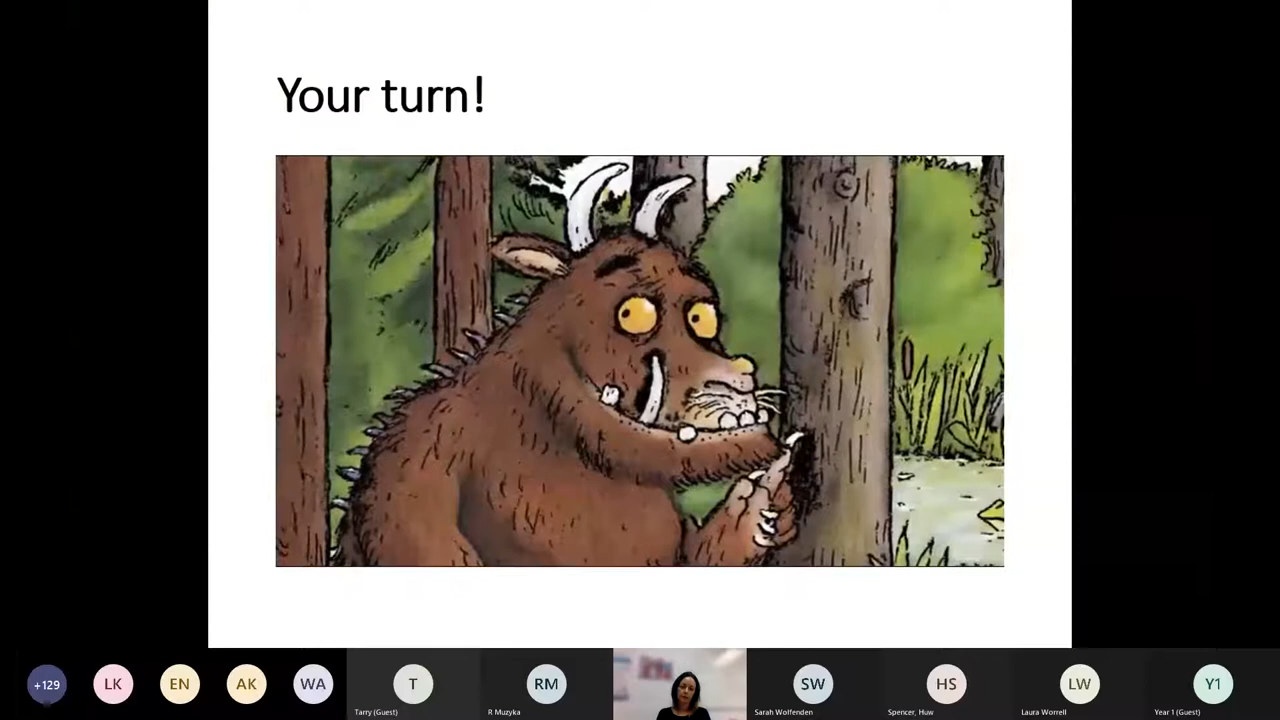 Your turn!
+129
LK
EN
AK
WA
T
Tarry (Guest)
RM
R Muzyka
SW
Sarah Wolfenden
HS
Spencer, Huw
LW
Laura Worrell
Y1
Year 1 (Guest)